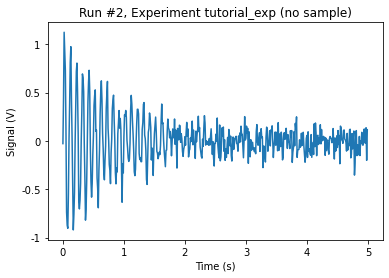 Run #2, Experiment tutorial_exp (no sample)
1
0.5
0
-0.5
-1
Signal (V)
0 1 2 3 4 5
Time (s)